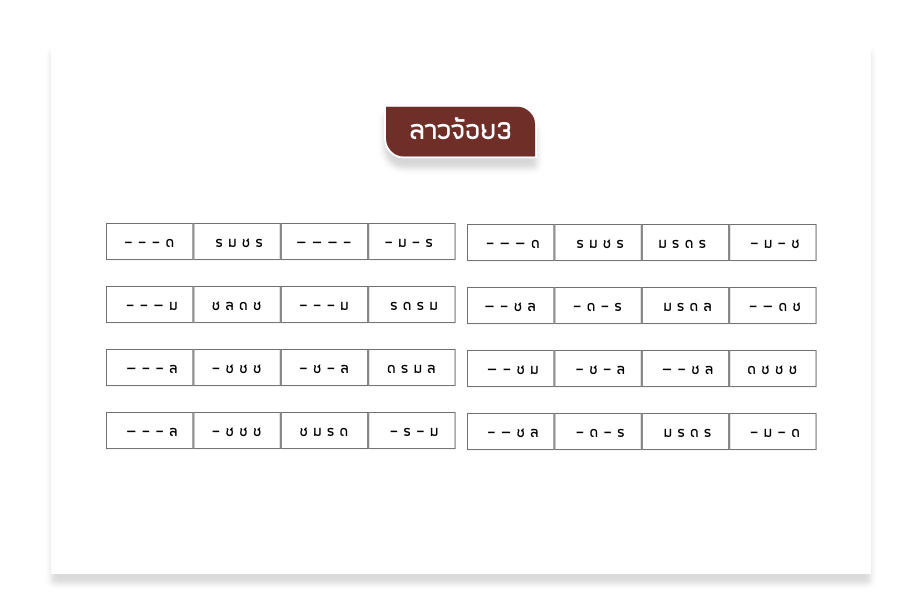 ลาวจ้อย3
- - - ด ร ม ช ร - - - - - ม - ร - - - ด ร ม ช ร ม ร ด ร - ม - ช
- - - ม ช ล ด ช - - - ม ร ด ร ม - - ช ล - ด - ร ม ร ด ล - - ด ช
- - - ล - ช ช ช - ช - ล ด ร ม ล - - ช ม - ช - ล - - ช ล ด ช ช ช
- - - ล - ช ช ช ช ม ร ด - ร - ม - - ช ล - ด - ร ม ร ด ร - ม - ด